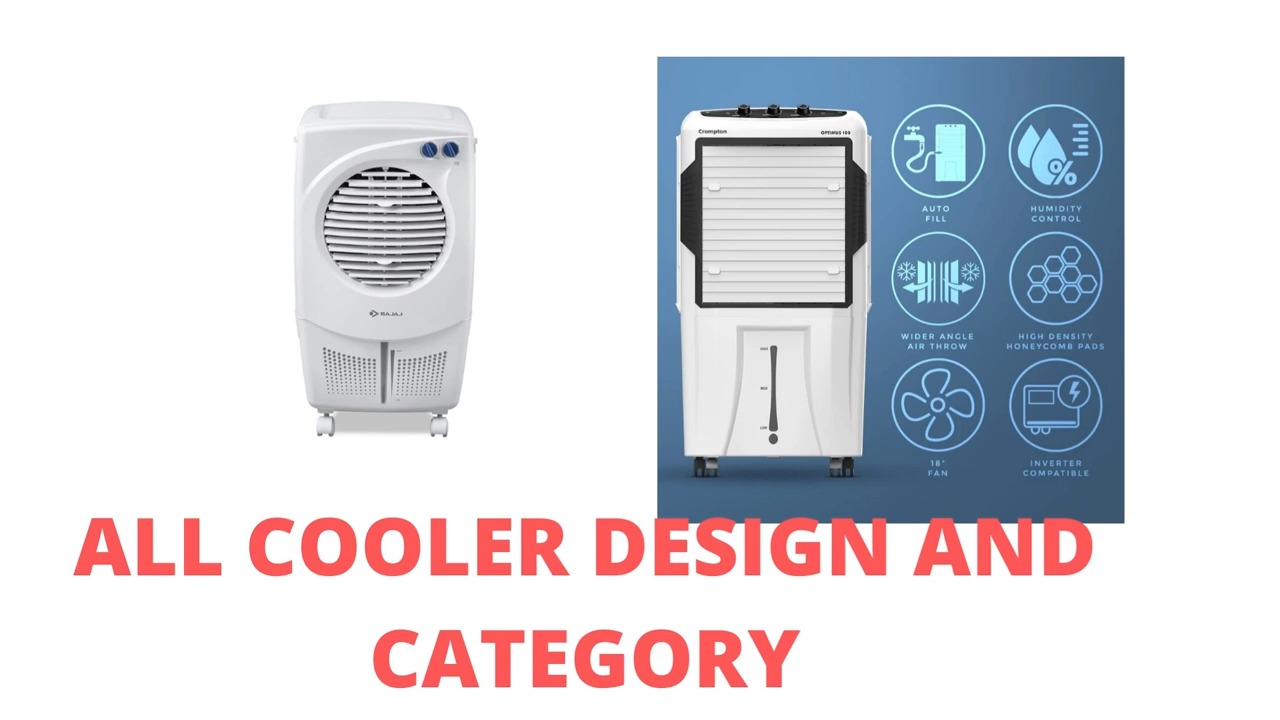 BAJAJ
Crompton
OPTIMUS 100
HIGH
MED
LOW
%
AUTO
FILL
HUMIDITY
CONTROL
WIDER ANGLE
AIR THROW
HIGH DENSITY
HONEYCOMB PADS
18"
FAN
INVERTER
COMPATIBLE
ALL COOLER DESIGN AND
CATEGORY